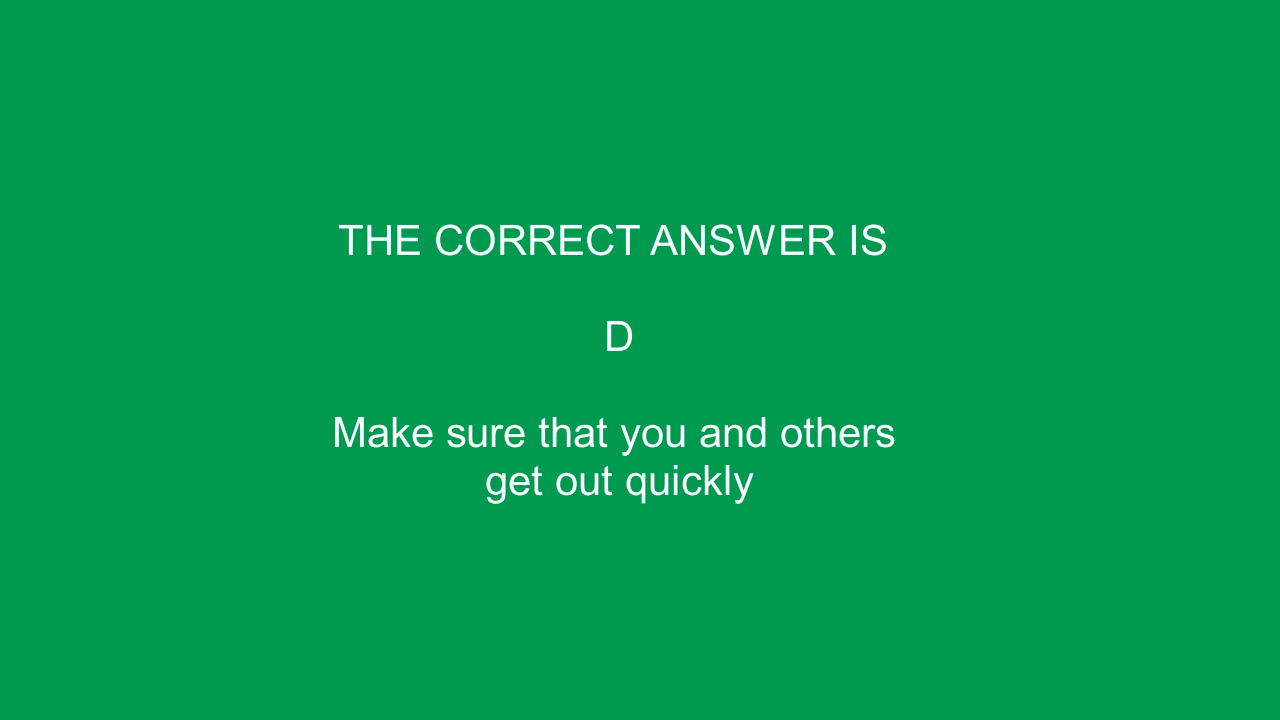 THE CORRECT ANSWER IS
D
Make sure that you and others
get out quickly